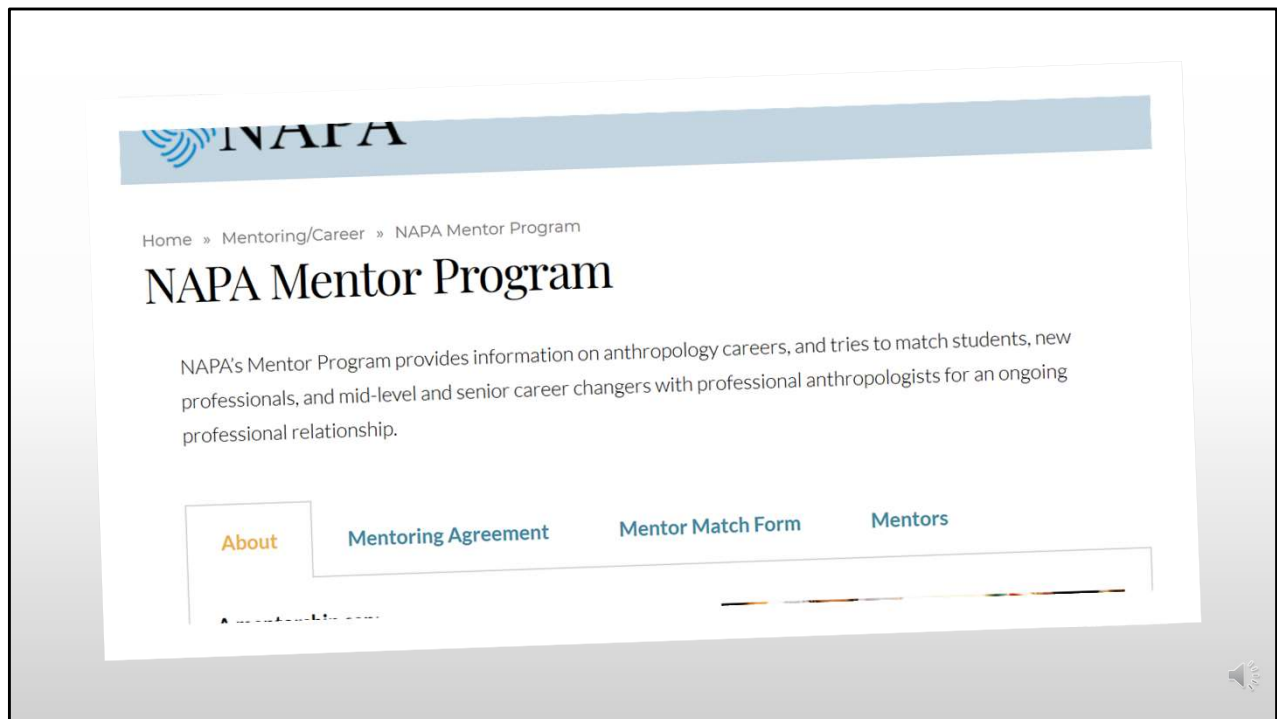 NAPA
Home » Mentoring/Career » NAPA Mentor Program
NAPA Mentor Program
NAPA's Mentor Program provides information on anthropology careers, and tries to match students, new
professionals, and mid-level and senior career changers with professional anthropologists for an ongoing
professional relationship.
About Mentoring Agreement Mentor Match Form Mentors